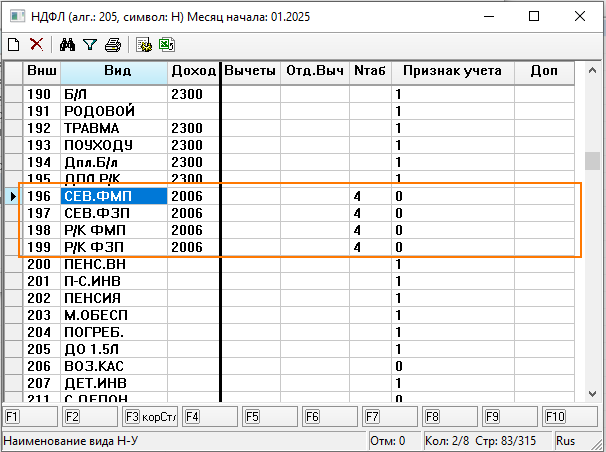 НДФЛ (алг.: 205, символ: Н) Месяц начала: 01.2025
Внш Вид Доход Вычеты Отд.Выч Nтаб Признак учета Доп
190 Б/Л 2300 1
191 РОДОВОЙ 1
192 ТРАВМА 2300 1
193 ПОУХОДУ 2300 1
194 Дпл.Б/л 2300 1
195 ДПЛ.Р/К 2300 1
196 СЕВ.ФМП 2006 4 0
197 СЕВ.ФЗП 2006 4 0
198 Р/К ФМП 2006 4 0
199 Р/К ФЗП 2006 4 0
200 ПЕНС.ВН 1
201 П-С.ИНВ 1
202 ПЕНСИЯ 1
203 М.ОБЕСП 1
204 ПОГРЕБ. 1
205 ДО 1.5Л 1
206 ВОЗ.КАС 0
207 ДЕТ.ИНВ 1
211 С.ДЕПОН 0
F1 F2 F3 корСтл F4 F5 F6 F7 F8 F9 F10
Наименование вида Н-У Отм: 0 Кол: 2/8 Стр: 83/315 Rus